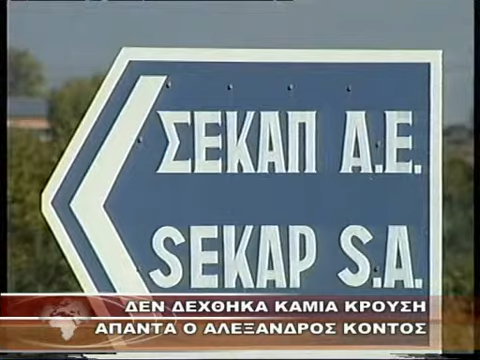 ΣΕΚΑΠ Α.Ε.
SEKAP S.A.
ΔΕΝ ΔΕΧΘΗΚΑ ΚΑΜΙΑ ΚΡΟΥΣΗ
ΑΠΑΝΤΑ Ο ΑΛΕΞΑΝΔΡΟΣ ΚΟΝΤΟΣ